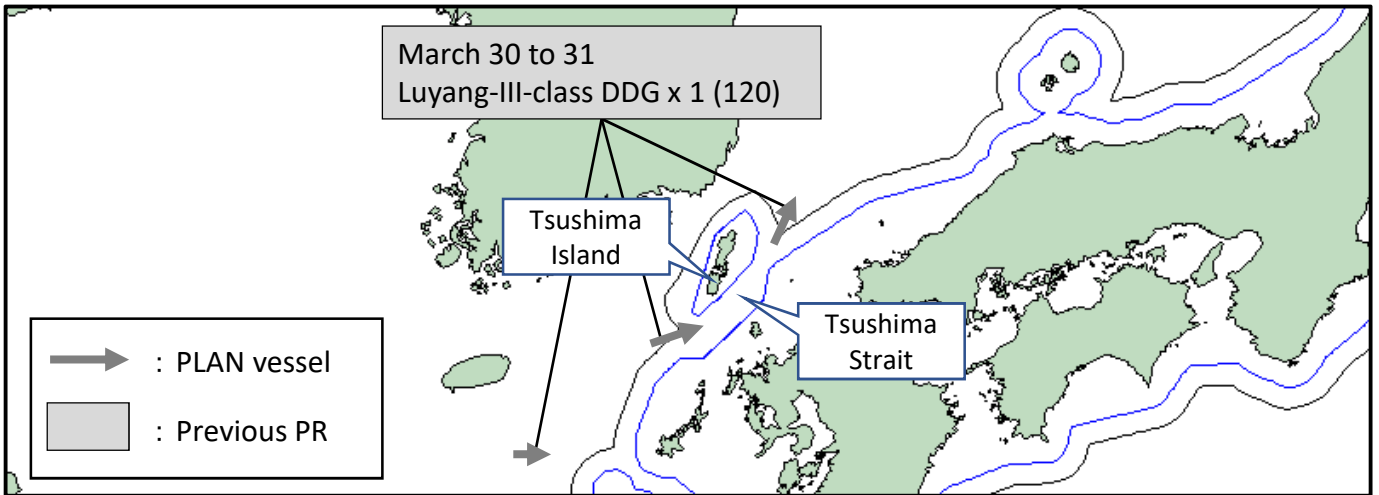 March 30 to 31
Luyang-III-class DDG x 1 (120)
Tsushima
Island
Tsushima
Strait
: PLAN vessel
: Previous PR